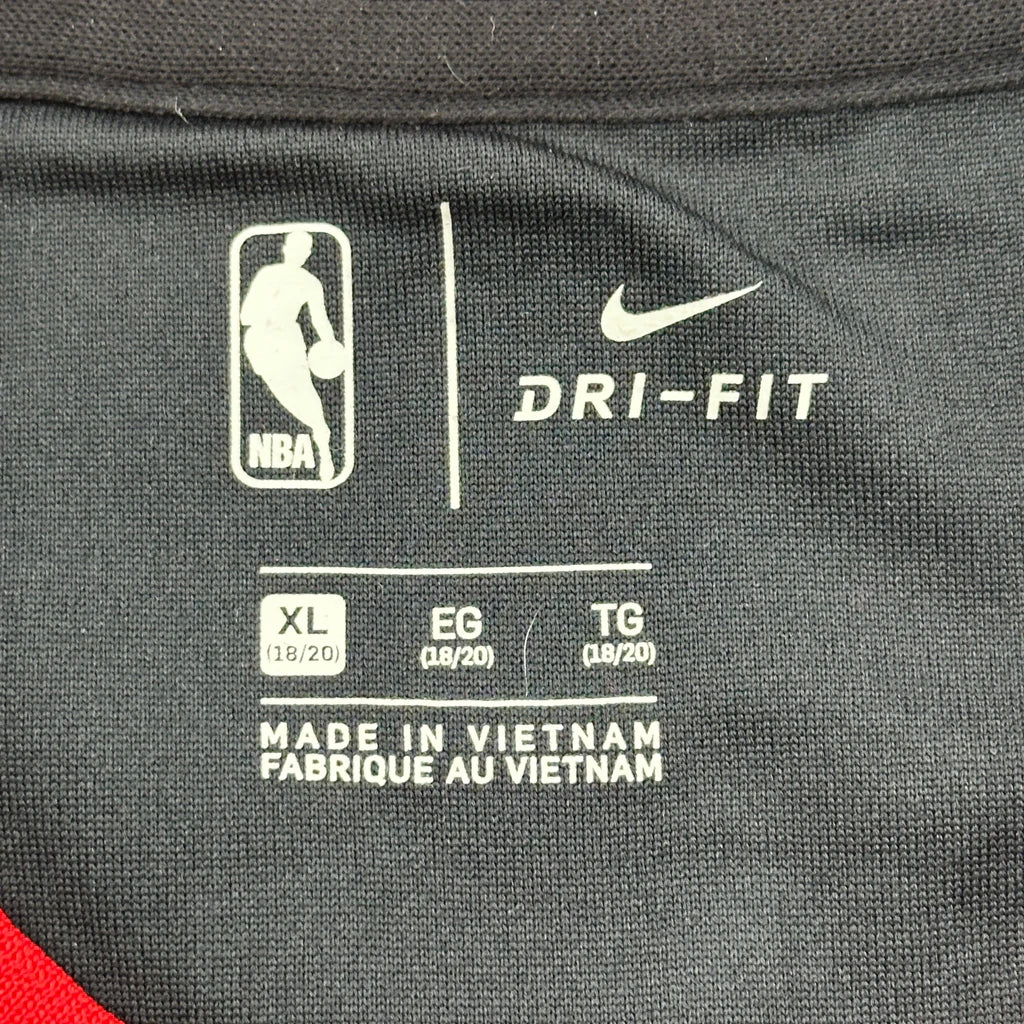 NBA
DRI-FIT
XL EG TG
(18/20) (18/20) (18/20)
MADE IN VIETNAM
FABRIQUE AU VIETNAM